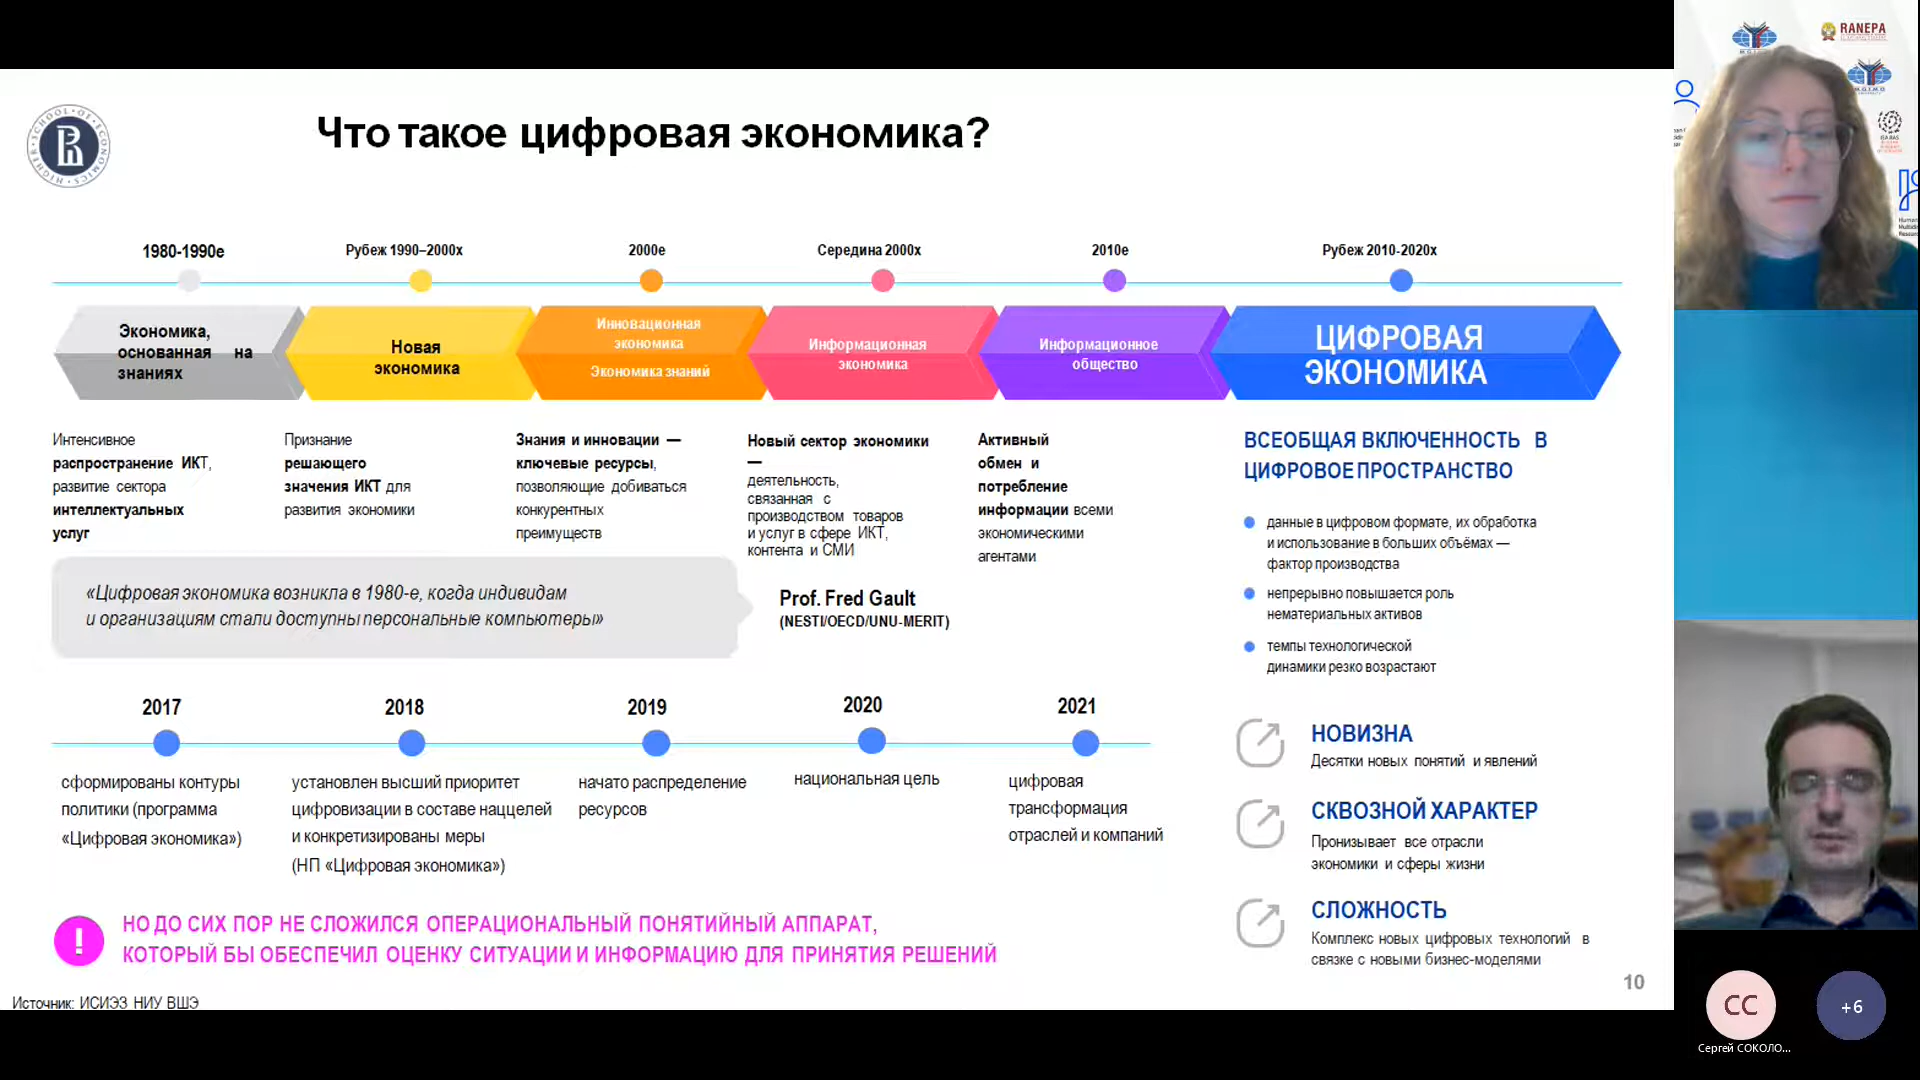 Что такое цифровая экономика?
HIGHER SCHOOL OF ECONOMICS
1980-1990е
Рубеж 1990–2000х
2000е
Середина 2000х
2010е
Рубеж 2010-2020х
Экономика,
основанная на
знаниях
Новая
экономика
Инновационная
экономика
Экономика знаний
Информационная
экономика
Информационное
общество
ЦИФРОВАЯ
ЭКОНОМИКА
Интенсивное
распространение ИКТ,
развитие сектора
интеллектуальных
услуг
Признание
решающего
значения ИКТ для
развития экономики
Знания и инновации —
ключевые ресурсы,
позволяющие добиваться
конкурентных
преимуществ
Новый сектор экономики
—
деятельность,
связанная с
производством товаров
и услуг в сфере ИКТ,
контента и СМИ
Активный
обмен и
потребление
информации всеми
экономическими
агентами
ВСЕОБЩАЯ ВКЛЮЧЕННОСТЬ В
ЦИФРОВОЕ ПРОСТРАНСТВО
данные в цифровом формате, их обработка
и использование в больших объёмах —
фактор производства
непрерывно повышается роль
нематериальных активов
темпы технологической
динамики резко возрастают
«Цифровая экономика возникла в 1980-е, когда индивидам
и организациям стали доступны персональные компьютеры»
Prof. Fred Gault
(NESTI/OECD/UNU-MERIT)
2017
2018
2019
2020
2021
сформированы контуры
политики (программа
«Цифровая экономика»)
установлен высший приоритет
цифровизации в составе наццелей
и конкретизированы меры
(НП «Цифровая экономика»)
начато распределение
ресурсов
национальная цель
цифровая
трансформация
отраслей и компаний
НОВИЗНА
Десятки новых понятий и явлений
СКВОЗНОЙ ХАРАКТЕР
Пронизывает все отрасли
экономики и сферы жизни
СЛОЖНОСТЬ
Комплекс новых цифровых технологий в
связке с новыми бизнес-моделями
!
НО ДО СИХ ПОР НЕ СЛОЖИЛСЯ ОПЕРАЦИОНАЛЬНЫЙ ПОНЯТИЙНЫЙ АППАРАТ,
КОТОРЫЙ БЫ ОБЕСПЕЧИЛ ОЦЕНКУ СИТУАЦИИ И ИНФОРМАЦИЮ ДЛЯ ПРИНЯТИЯ РЕШЕНИЙ
10
Источник: ИСИЭЗ НИУ ВШЭ
RANEPA
СС
+6
Сергей СОКОЛО...